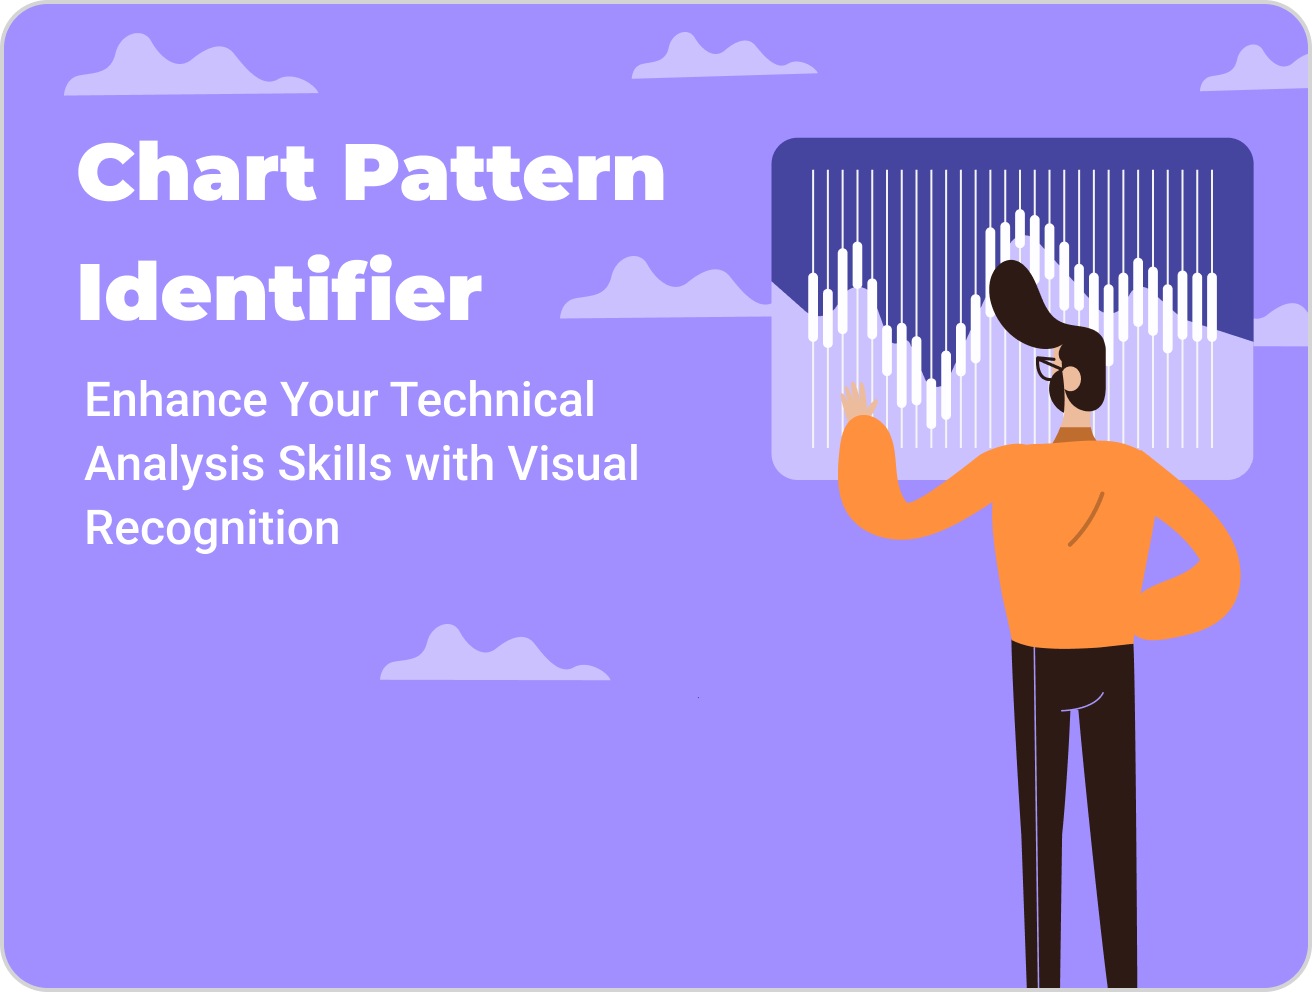 Chart Pattern
Identifier
Enhance Your Technical
Analysis Skills with Visual
Recognition